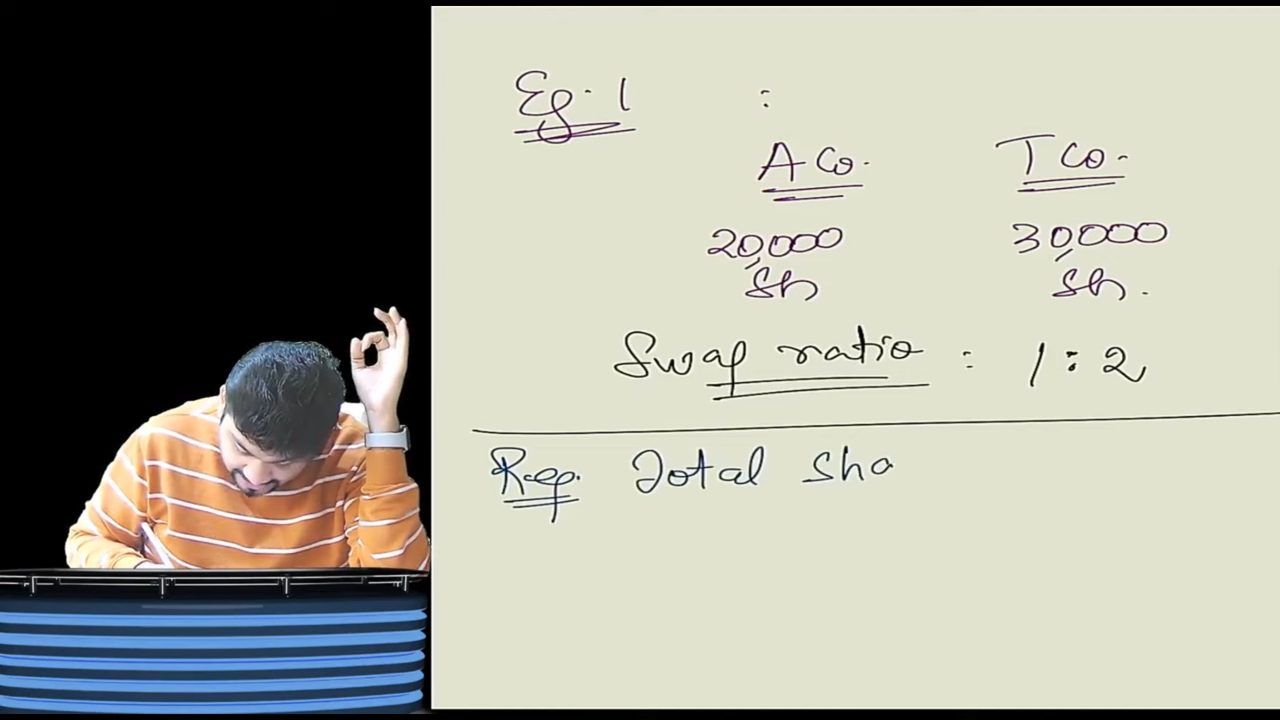 Eg. 1 :
A Co. T Co.
20,000 30,000
Sh Sh.
Swap ratio : 1 : 2
Req. Total sha